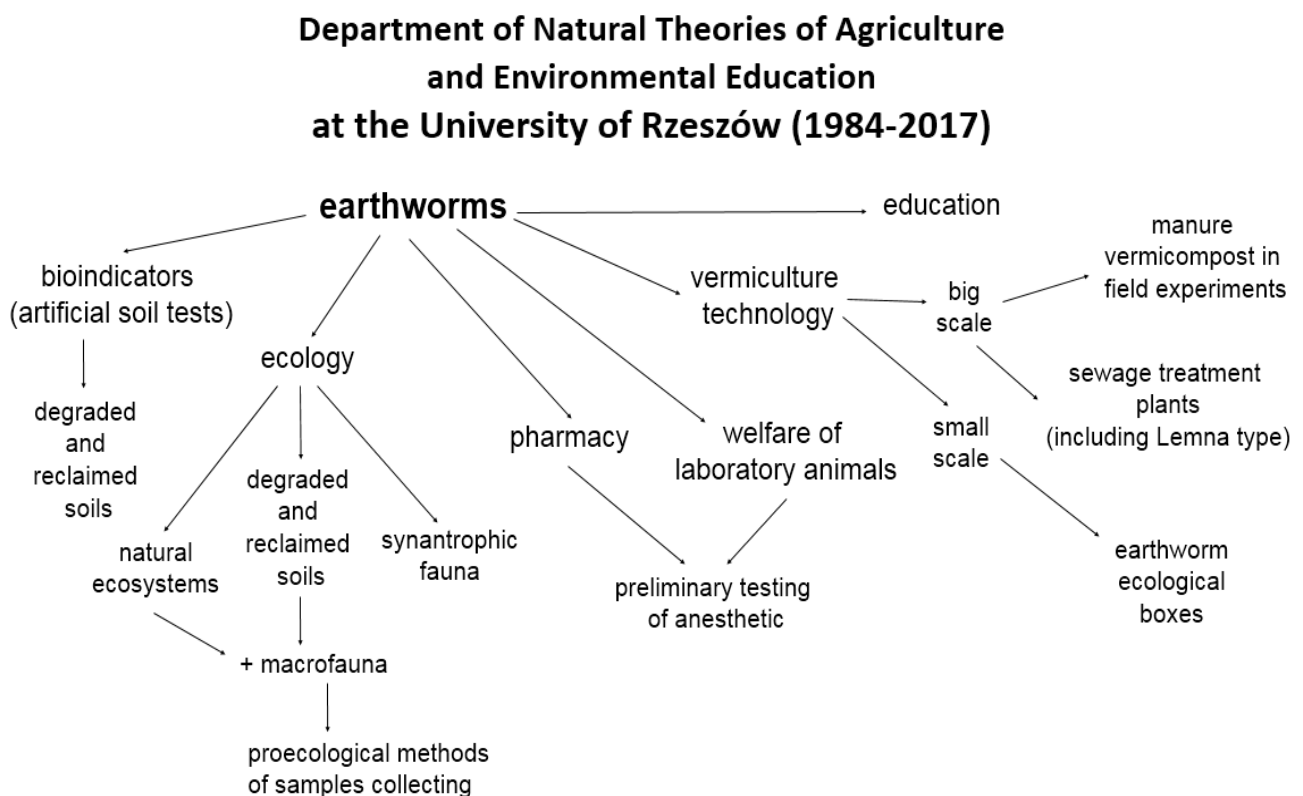 Department of Natural Theories of Agriculture
and Environmental Education
at the University of Rzeszów (1984-2017)
earthworms
education
bioindicators
(artificial soil tests)
degraded
and
reclaimed
soils
ecology
natural
ecosystems
degraded
and
reclaimed
soils
synantrophic
fauna
+ macrofauna
proecological methods
of samples collecting
pharmacy
welfare of
laboratory animals
preliminary testing
of anesthetic
vermiculture
technology
big
scale
manure
vermicompost in
field experiments
sewage treatment
plants
(including Lemna type)
small
scale
earthworm
ecological
boxes